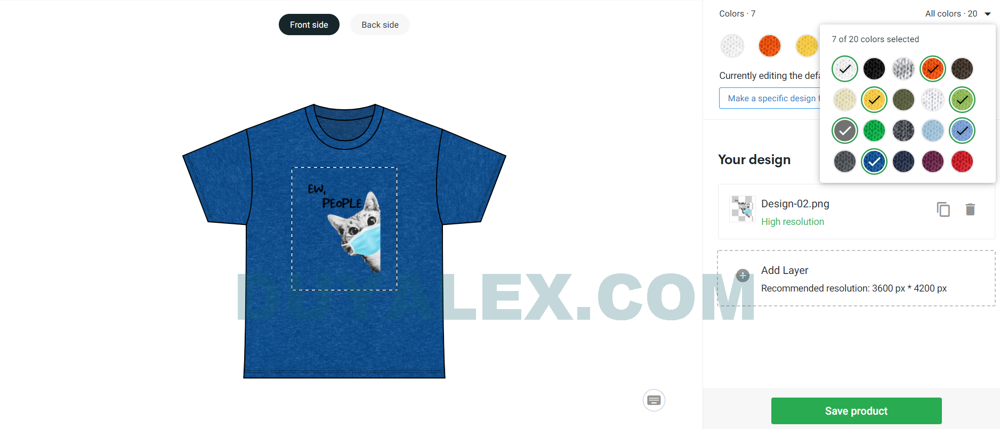 Front side
Back side
Colors · 7
All colors · 20
7 of 20 colors selected
Currently editing the defa
Make a specific design f
Your design
Design-02.png
High resolution
Add Layer
Recommended resolution: 3600 px * 4200 px
Save product
EW,
PEOPLE
DUYALEX.COM